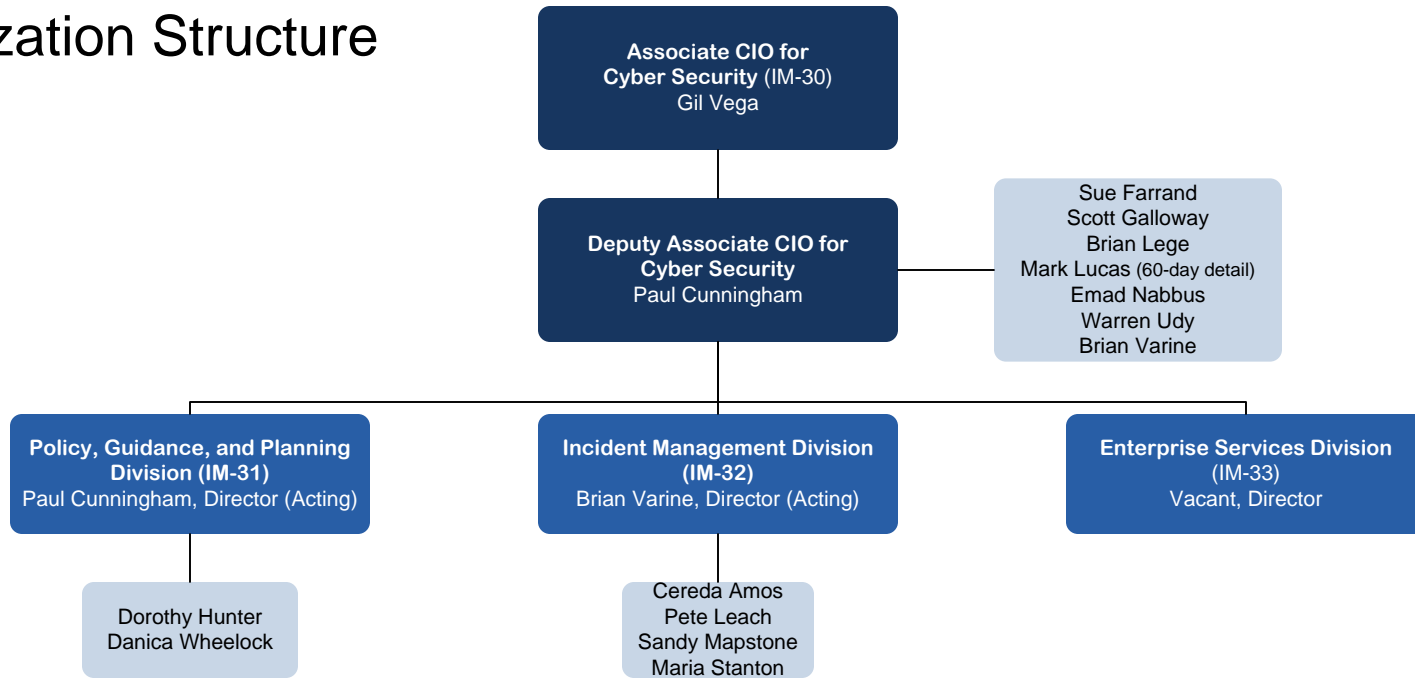 zation Structure
Associate CIO for
Cyber Security (IM-30)
Gil Vega
Deputy Associate CIO for
Cyber Security
Paul Cunningham
Sue Farrand
Scott Galloway
Brian Lege
Mark Lucas (60-day detail)
Emad Nabbus
Warren Udy
Brian Varine
Policy, Guidance, and Planning
Division (IM-31)
Paul Cunningham, Director (Acting)
Incident Management Division
(IM-32)
Brian Varine, Director (Acting)
Enterprise Services Division
(IM-33)
Vacant, Director
Dorothy Hunter
Danica Wheelock
Cereda Amos
Pete Leach
Sandy Mapstone
Maria Stanton